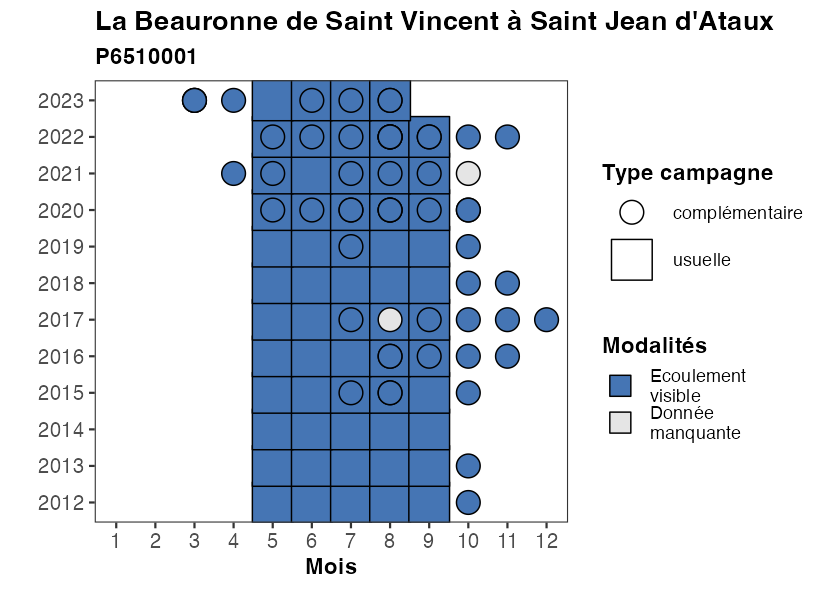 La Beauronne de Saint Vincent à Saint Jean d'Ataux
P6510001
2023
2022
2021
2020
2019
2018
2017
2016
2015
2014
2013
2012
1 2 3 4 5 6 7 8 9 10 11 12
Mois
Type campagne
complémentaire
usuelle
Modalités
Ecoulement
visible
Donnée
manquante